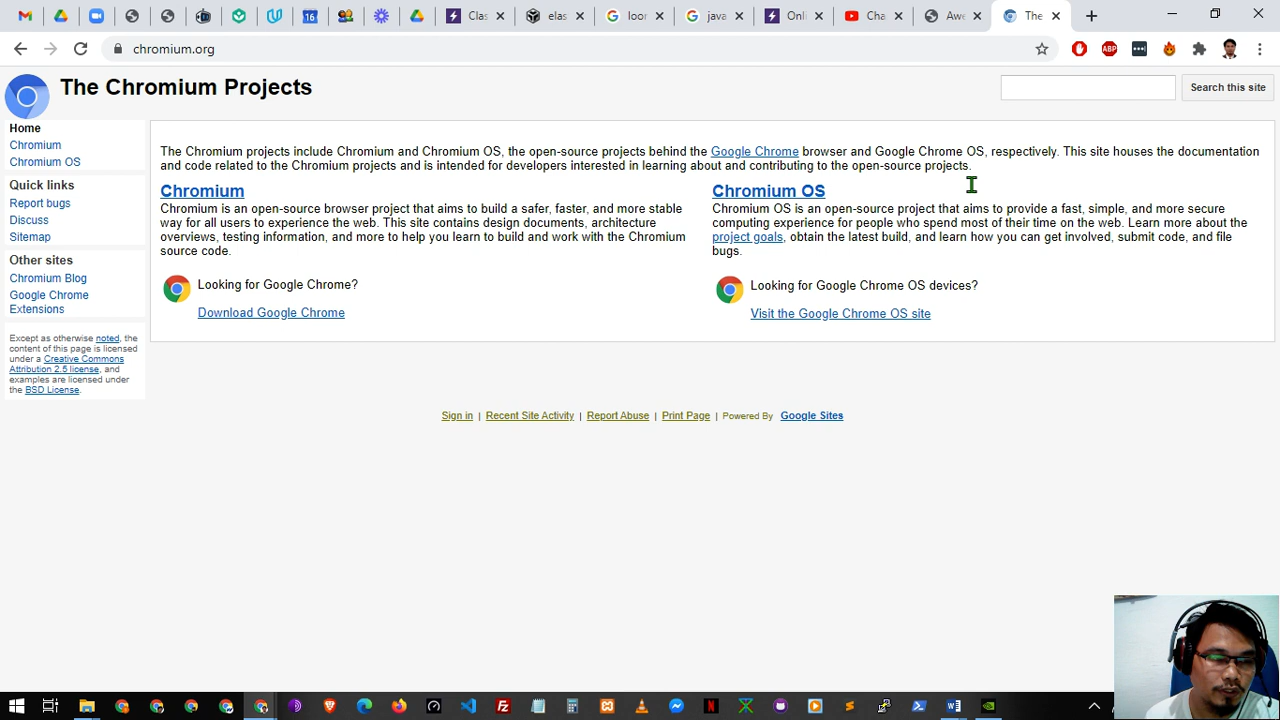 Clas
elas
loor
java
Onli
Cha
Awe
The
16
chromium.org
ABP
The Chromium Projects
Search this site
Home
Chromium
Chromium OS
Quick links
Report bugs
Discuss
Sitemap
Other sites
Chromium Blog
Google Chrome
Extensions
Except as otherwise noted, the
content of this page is licensed
under a Creative Commons
Attribution 2.5 license, and
examples are licensed under
the BSD License.
The Chromium projects include Chromium and Chromium OS, the open-source projects behind the Google Chrome browser and Google Chrome OS, respectively. This site houses the documentation
and code related to the Chromium projects and is intended for developers interested in learning about and contributing to the open-source projects.
Chromium
Chromium is an open-source browser project that aims to build a safer, faster, and more stable
way for all users to experience the web. This site contains design documents, architecture
overviews, testing information, and more to help you learn to build and work with the Chromium
source code.
Looking for Google Chrome?
Download Google Chrome
Chromium OS
Chromium OS is an open-source project that aims to provide a fast, simple, and more secure
computing experience for people who spend most of their time on the web. Learn more about the
project goals, obtain the latest build, and learn how you can get involved, submit code, and file
bugs.
Looking for Google Chrome OS devices?
Visit the Google Chrome OS site
Sign in | Recent Site Activity | Report Abuse | Print Page | Powered By Google Sites